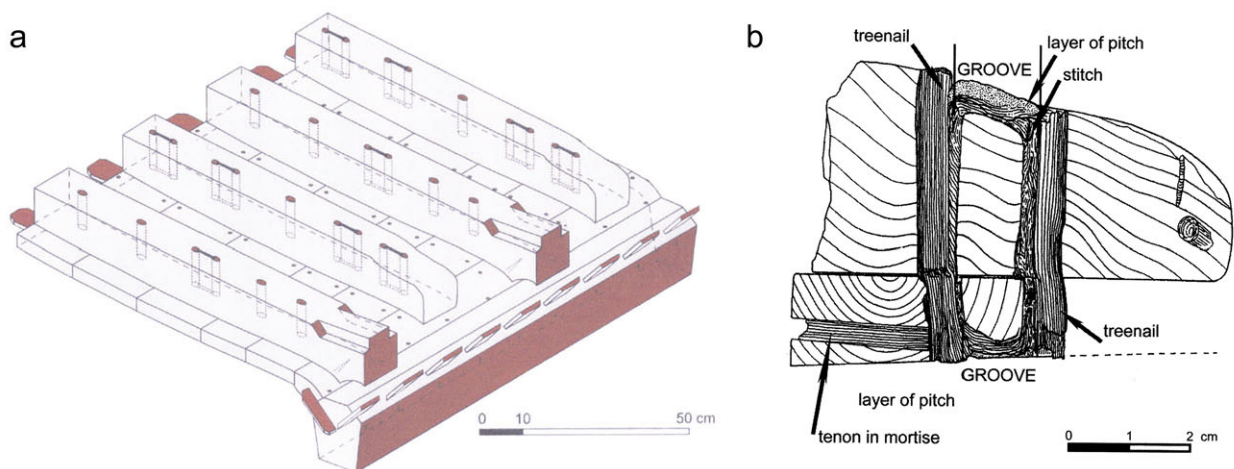 a
0 10 50 cm
b
treenail
layer of pitch
GROOVE
stitch
treenail
GROOVE
layer of pitch
tenon in mortise
0 1 2 cm